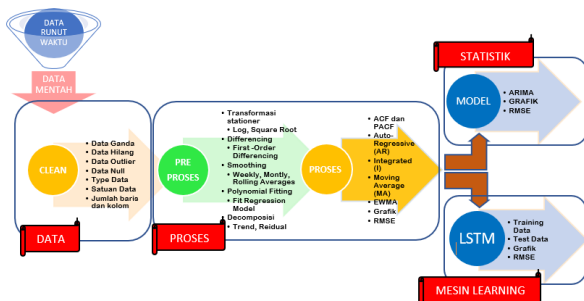 DATA
RUNUT
WAKTU
DATA
MENTAH
CLEAN
• Data Ganda
• Data Hilang
• Data Outlier
• Data Null
• Type Data
• Satuan Data
• Jumlah baris
dan kolom
DATA
PRE
PROSES
• Transformasi
stationer
• Log, Square Root
• Differencing
• First -Order
Differencing
• Smoothing
• Weekly, Montly,
Rolling Averages
• Polynomial Fitting
• Fit Regression
Model
• Decomposisi
• Trend, Reidual
PROSES
PROSES
• ACF dan
PACF
• Auto-
Regressive
(AR)
• Integrated
(I)
• Moving
Average
(MA)
• EWMA
• Grafik
• RMSE
STATISTIK
MODEL
• ARIMA
• GRAFIK
• RMSE
LSTM
• Training
Data
• Test Data
• Grafik
• RMSE
MESIN LEARNING